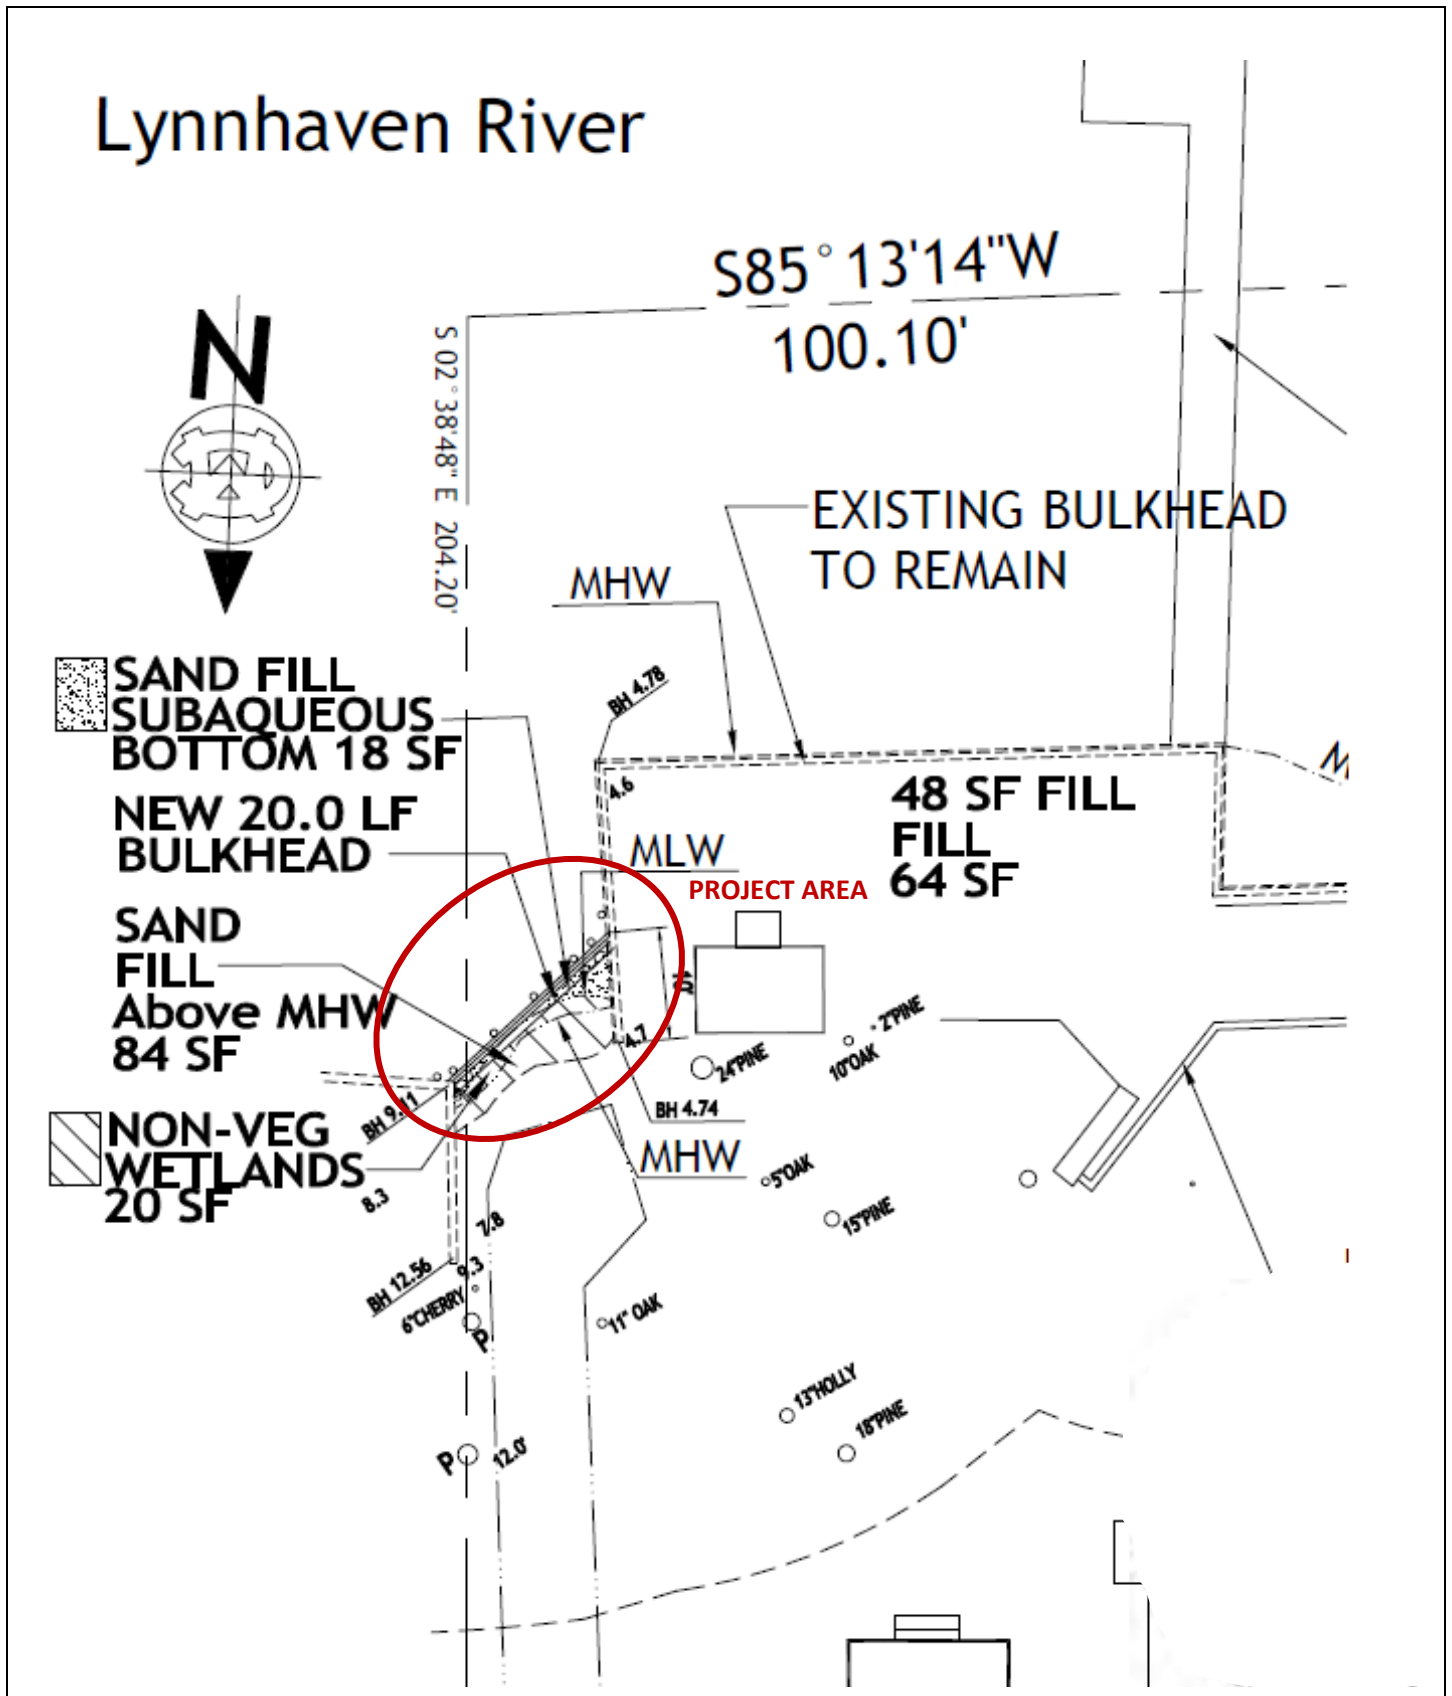 Lynnhaven River
S85°13'14"W
100.10'
N
S 02°38'48" E 204.20'
EXISTING BULKHEAD
TO REMAIN
MHW
BH 4.78
SAND FILL
SUBAQUEOUS
BOTTOM 18 SF
4.6
48 SF FILL
FILL
64 SF
NEW 20.0 LF
BULKHEAD
MLW
PROJECT AREA
SAND
FILL
Above MHW
84 SF
4.7
2"PINE
10"OAK
24"PINE
BH 9.11
BH 4.74
NON-VEG
WETLANDS
20 SF
MHW
5"OAK
8.3
7.8
15"PINE
BH 12.56
9.3
6"CHERRY
P
11" OAK
13"HOLLY
18"PINE
P
12.0'